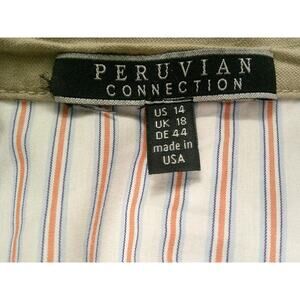 PERUVIAN
CONNECTION
US 14
UK 18
DE 44
made in
USA